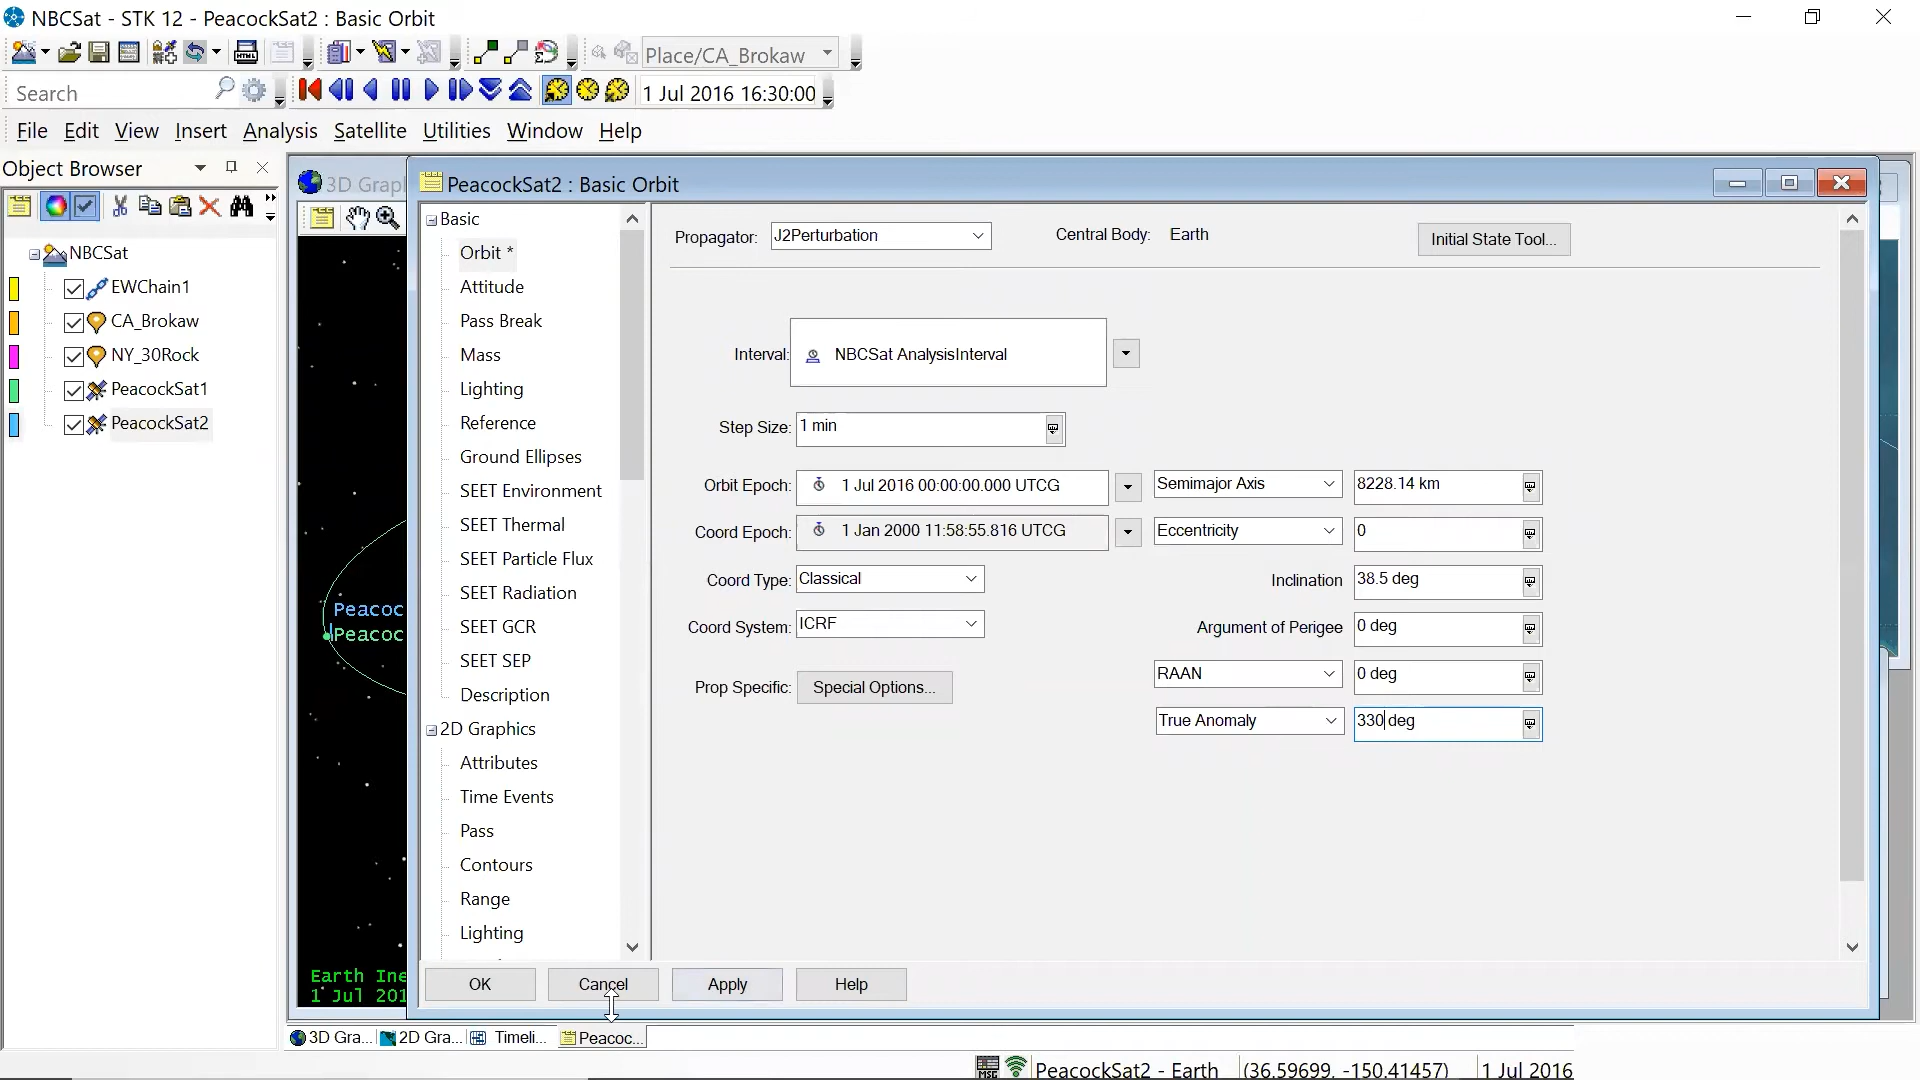 NBCSat - STK 12 - PeacockSat2 : Basic Orbit
Place/CA_Brokaw
Search
1 Jul 2016 16:30:00
File Edit View Insert Analysis Satellite Utilities Window Help
Object Browser
NBCSat
EWChain1
CA_Brokaw
NY_30Rock
PeacockSat1
PeacockSat2
3D Graph
Peacoc
Peacoc
Earth Ine
1 Jul 201
PeacockSat2 : Basic Orbit
Basic
Orbit *
Attitude
Pass Break
Mass
Lighting
Reference
Ground Ellipses
SEET Environment
SEET Thermal
SEET Particle Flux
SEET Radiation
SEET GCR
SEET SEP
Description
2D Graphics
Attributes
Time Events
Pass
Contours
Range
Lighting
Propagator: J2Perturbation Central Body: Earth Initial State Tool...
Interval: NBCSat AnalysisInterval
Step Size: 1 min
Orbit Epoch: 1 Jul 2016 00:00:00.000 UTCG Semimajor Axis 8228.14 km
Coord Epoch: 1 Jan 2000 11:58:55.816 UTCG Eccentricity 0
Coord Type: Classical Inclination 38.5 deg
Coord System: ICRF Argument of Perigee 0 deg
Prop Specific: Special Options... RAAN 0 deg
True Anomaly 330 deg
OK Cancel Apply Help
3D Gra... 2D Gra... Timeli... Peacoc...
MSG PeacockSat2 - Earth (36.59699, -150.41457) 1 Jul 2016